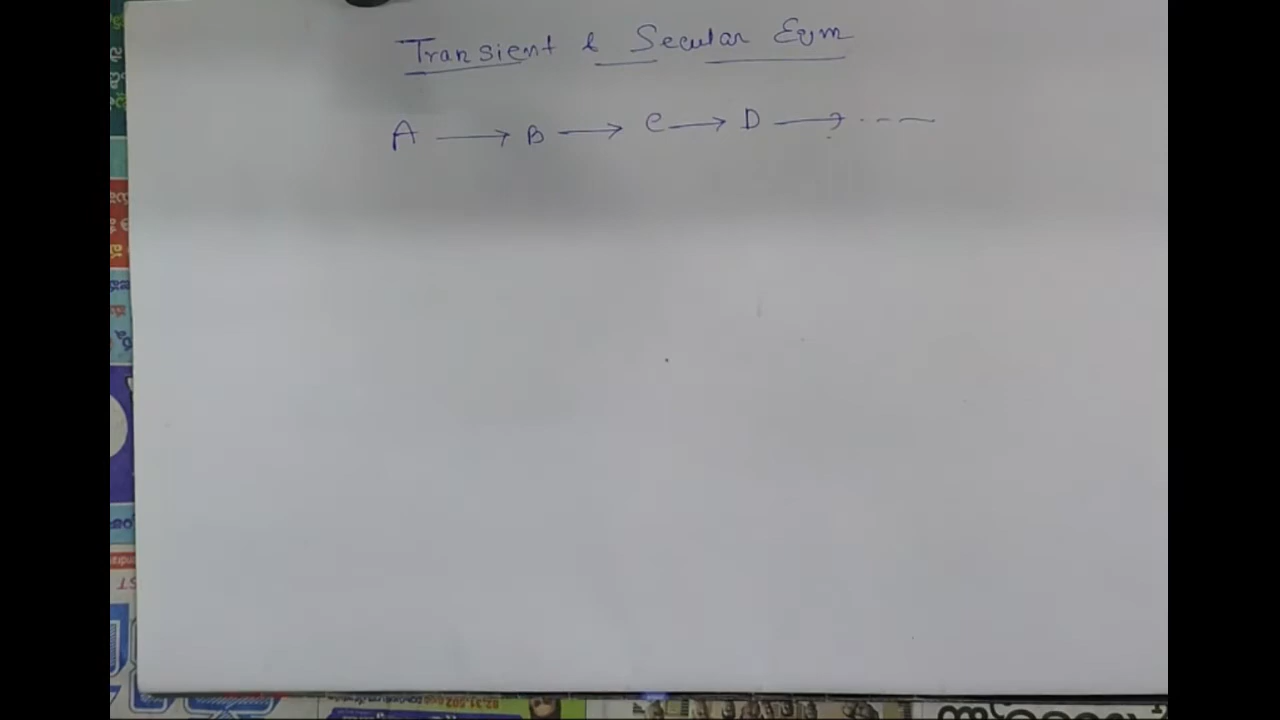 Transient & Secular Eqm
A → B → C → D → ----